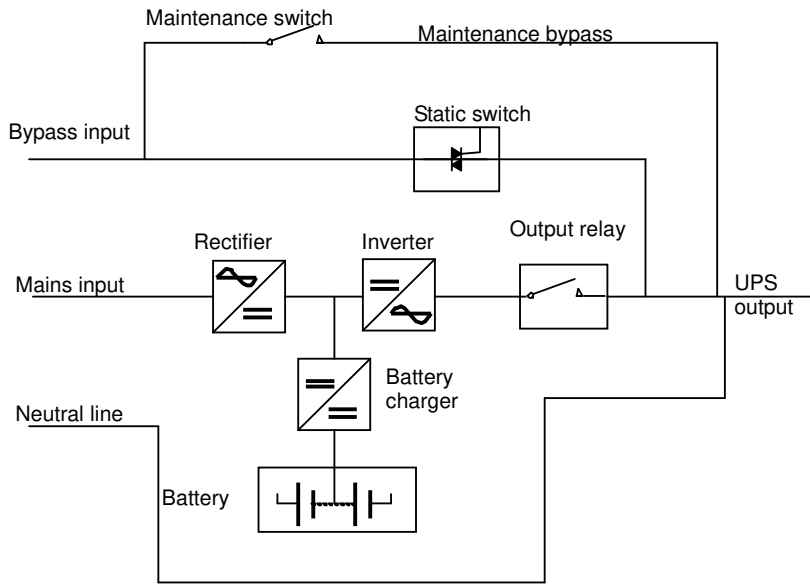 Maintenance switch
Maintenance bypass
Static switch
Bypass input
Output relay
Rectifier
Inverter
Mains input
UPS
output
Battery
charger
Neutral line
Battery